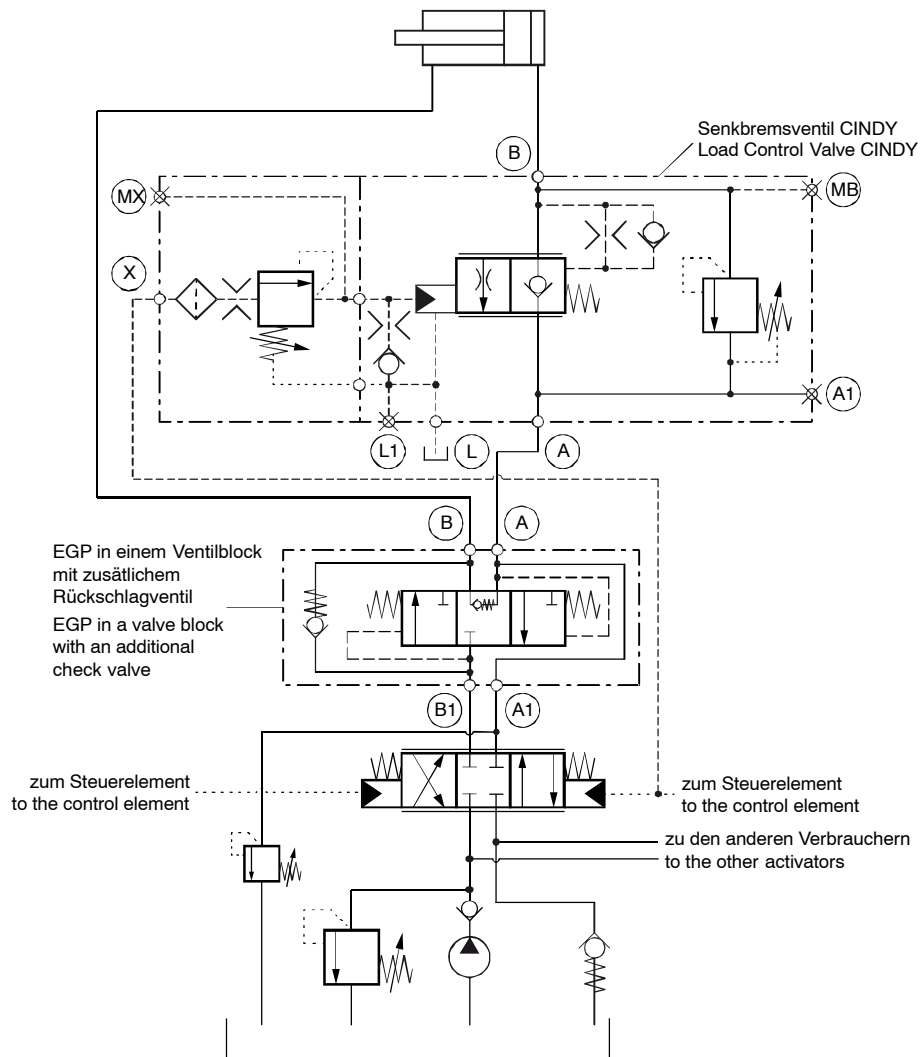 Senkbremsventil CINDY
Load Control Valve CINDY
B
MX
MB
X
A1
L1
L
A
B
A
EGP in einem Ventilblock
mit zusätlichem
Rückschlagventil
EGP in a valve block
with an additional
check valve
B1
A1
zum Steuerelement
to the control element
zum Steuerelement
to the control element
zu den anderen Verbrauchern
to the other activators